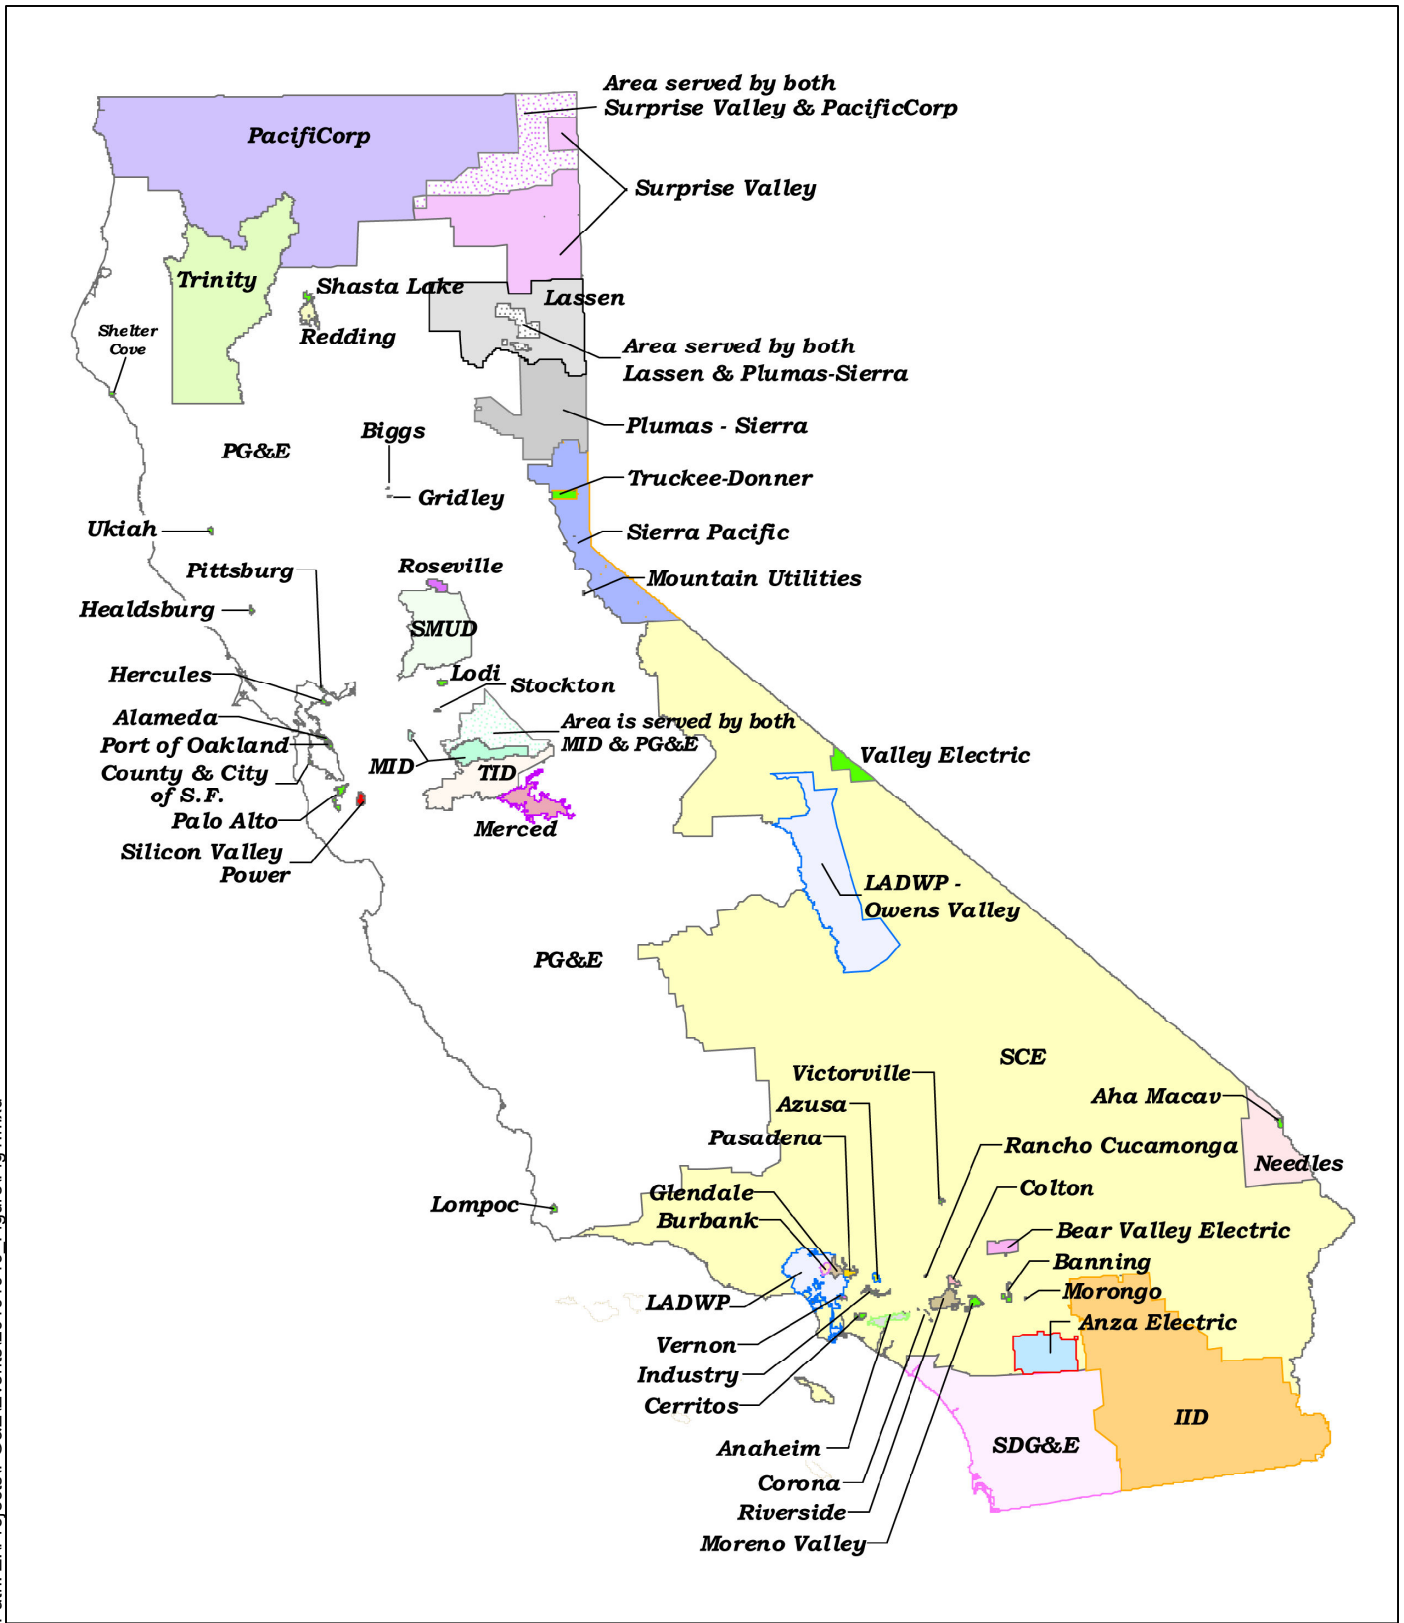 Area served by both
Surprise Valley & PacificCorp
PacifiCorp
Surprise Valley
Trinity
Shasta Lake
Lassen
Shelter
Cove
Redding
Area served by both
Lassen & Plumas-Sierra
Plumas - Sierra
Biggs
PG&E
Truckee-Donner
Gridley
Ukiah
Sierra Pacific
Roseville
Pittsburg
Mountain Utilities
Healdsburg
SMUD
Hercules
Lodi
Stockton
Alameda
Area is served by both
MID & PG&E
Port of Oakland
Valley Electric
MID
TID
County & City
of S.F.
Palo Alto
Merced
Silicon Valley
Power
LADWP -
Owens Valley
PG&E
SCE
Victorville
Aha Macav
Azusa
Pasadena
Rancho Cucamonga
Needles
Glendale
Colton
Lompoc
Burbank
Bear Valley Electric
Banning
Morongo
LADWP
Anza Electric
Vernon
Industry
Cerritos
IID
SDG&E
Anaheim
Corona
Riverside
Moreno Valley